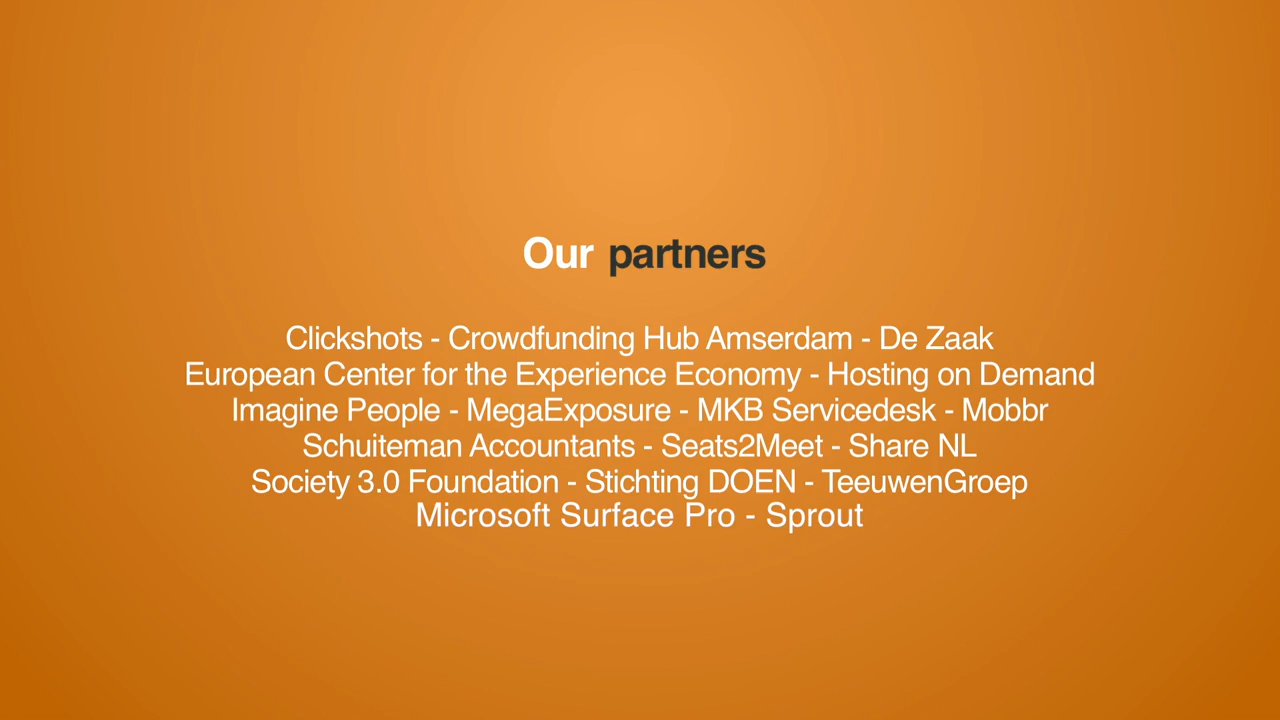 Our partners
Clickshots - Crowdfunding Hub Amserdam - De Zaak
European Center for the Experience Economy - Hosting on Demand
Imagine People - MegaExposure - MKB Servicedesk - Mobbr
Schuiteman Accountants - Seats2Meet - Share NL
Society 3.0 Foundation - Stichting DOEN - TeeuwenGroep
Microsoft Surface Pro - Sprout